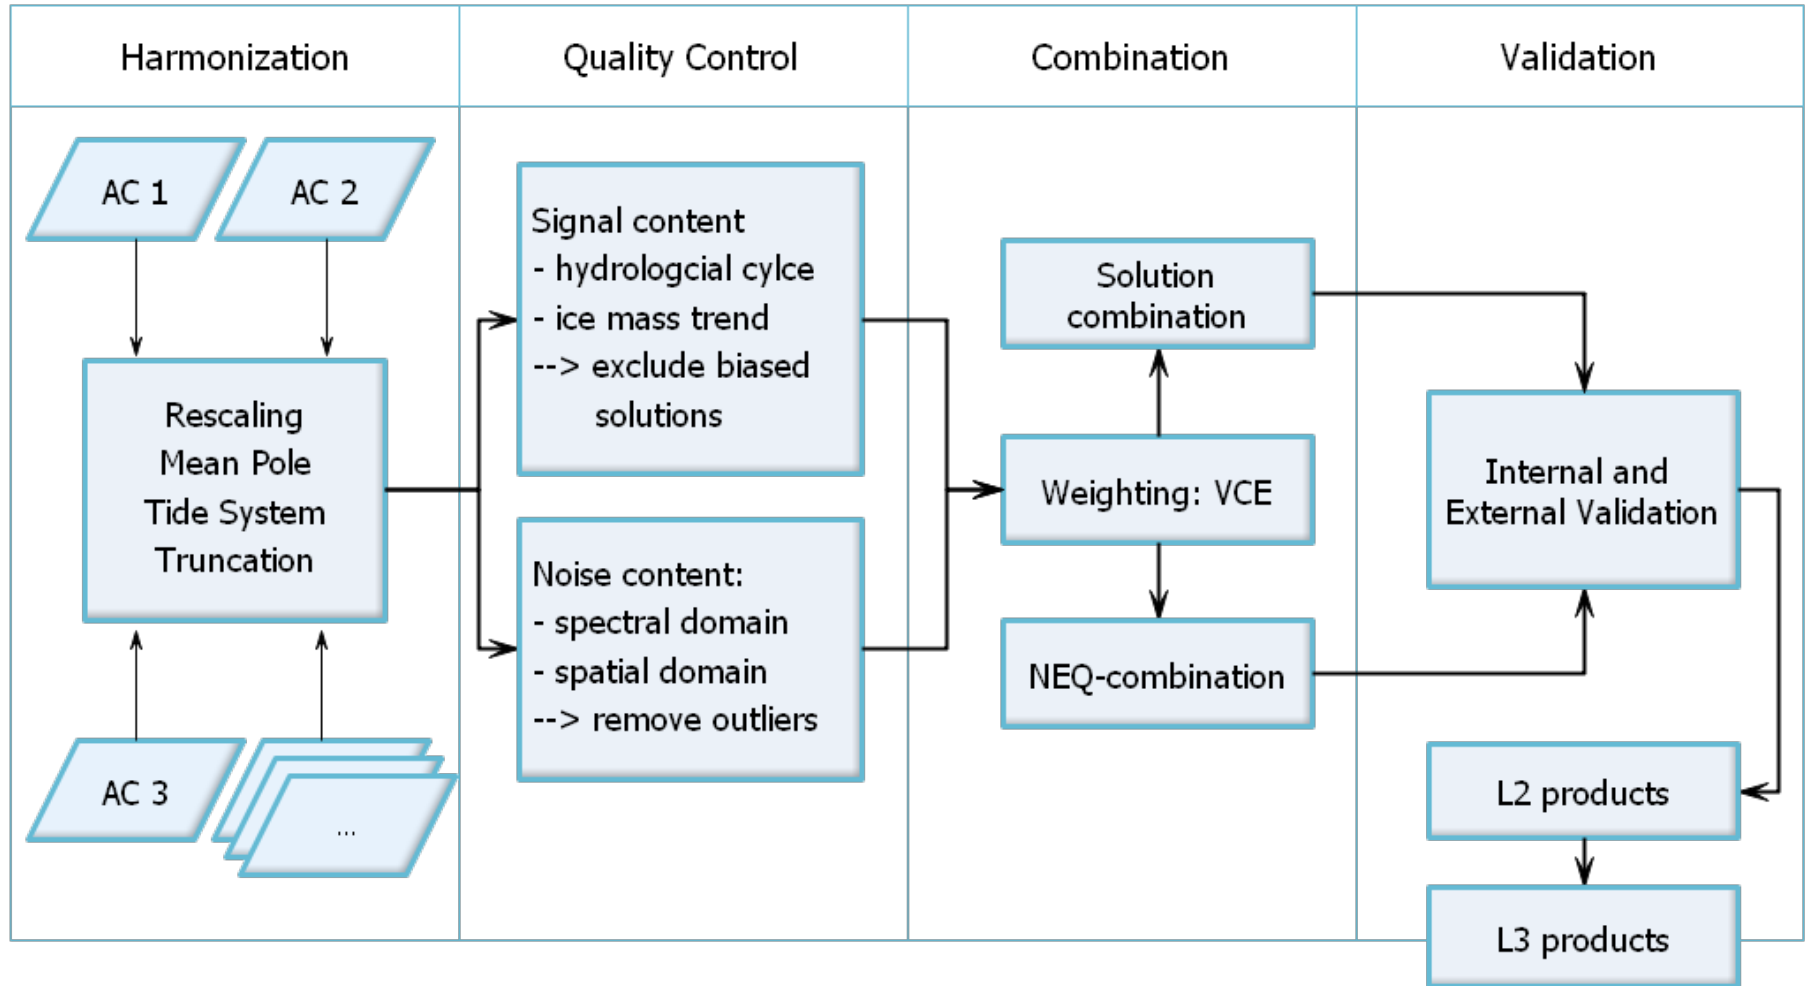 Harmonization
Quality Control
Combination
Validation
AC 1
AC 2
Rescaling
Mean Pole
Tide System
Truncation
AC 3
...
Signal content
- hydrologcial cylce
- ice mass trend
--> exclude biased
solutions
Noise content:
- spectral domain
- spatial domain
--> remove outliers
Solution
combination
Weighting: VCE
NEQ-combination
Internal and
External Validation
L2 products
L3 products